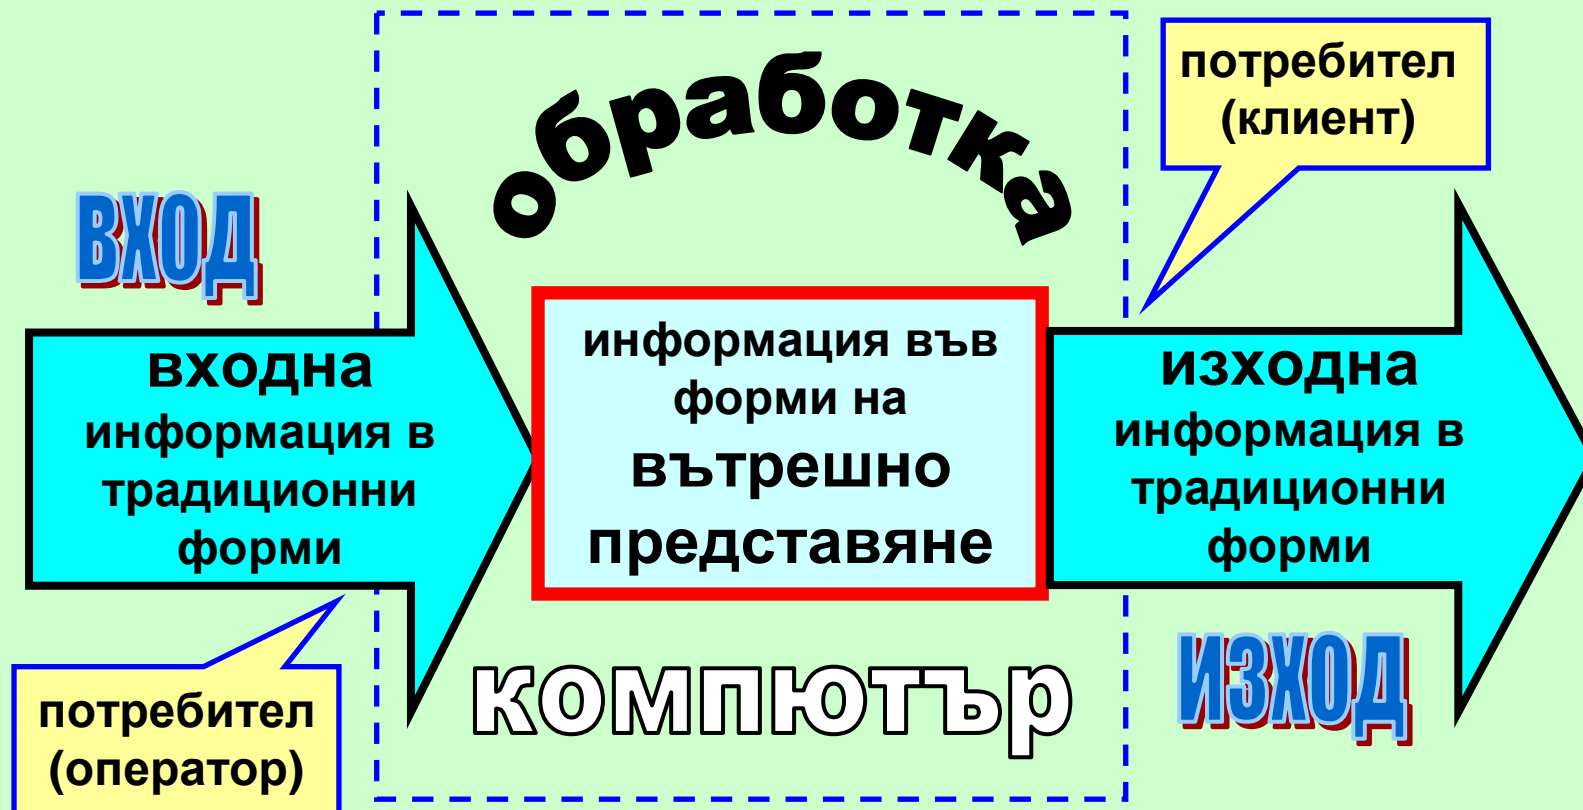 обработка
потребител
(клиент)
ВХОД
входна
информация в
традиционни
форми
информация във
форми на
вътрешно
представяне
изходна
информация в
традиционни
форми
потребител
(оператор)
компютър
ИЗХОД